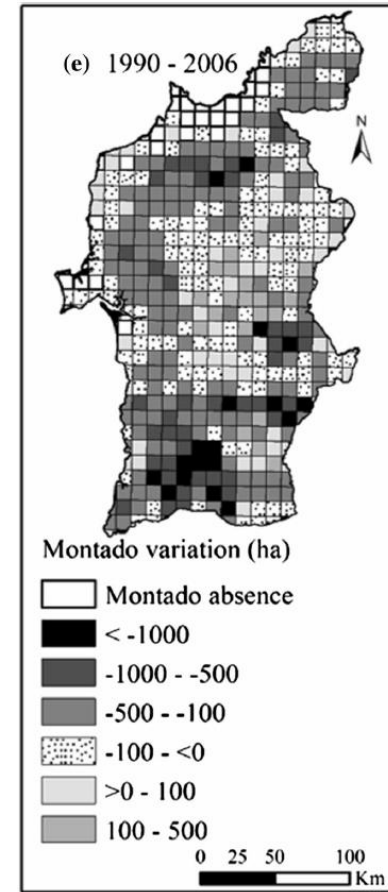 (e) 1990 - 2006
N
Montado variation (ha)
Montado absence
< -1000
-1000 - -500
-500 - -100
-100 - <0
>0 - 100
100 - 500
0 25 50 100
Km